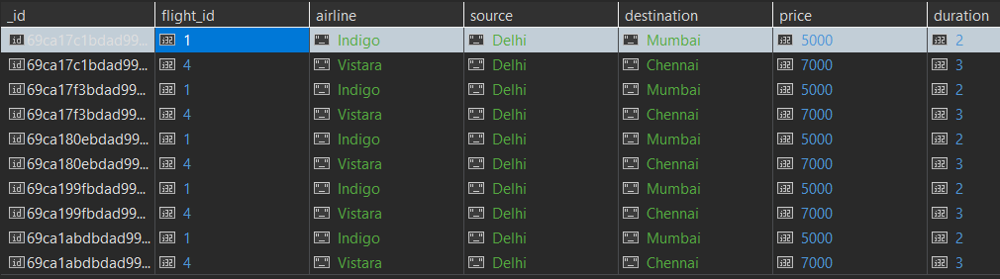 _id flight_id airline source destination price duration
69ca17c1bdad99... 1 Indigo Delhi Mumbai 5000 2
69ca17c1bdad99... 4 Vistara Delhi Chennai 7000 3
69ca17f3bdad99... 1 Indigo Delhi Mumbai 5000 2
69ca17f3bdad99... 4 Vistara Delhi Chennai 7000 3
69ca180ebdad99... 1 Indigo Delhi Mumbai 5000 2
69ca180ebdad99... 4 Vistara Delhi Chennai 7000 3
69ca199fbdad99... 1 Indigo Delhi Mumbai 5000 2
69ca199fbdad99... 4 Vistara Delhi Chennai 7000 3
69ca1abdbdad99... 1 Indigo Delhi Mumbai 5000 2
69ca1abdbdad99... 4 Vistara Delhi Chennai 7000 3